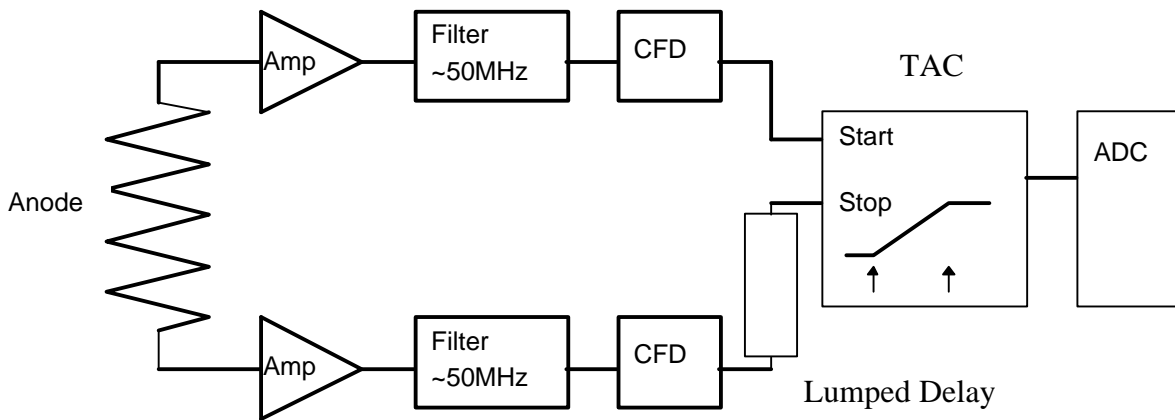 Anode
Amp
Filter
~50MHz
CFD
TAC
Start
Stop
ADC
Amp
Filter
~50MHz
CFD
Lumped Delay